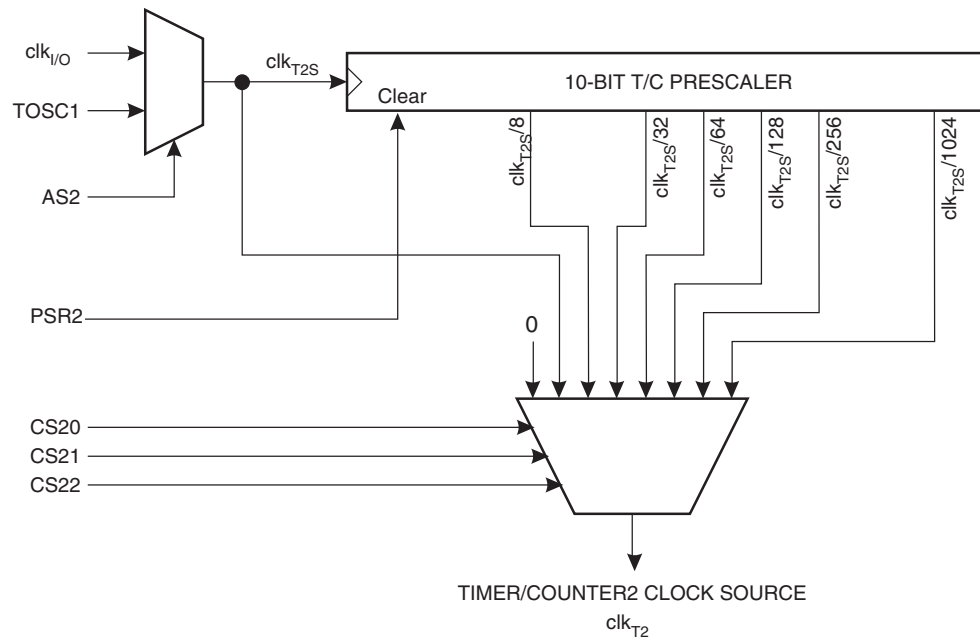 clkI/O
clkT2S
10-BIT T/C PRESCALER
TOSC1
Clear
clkT2S/8
clkT2S/32
clkT2S/64
clkT2S/128
clkT2S/256
clkT2S/1024
AS2
PSR2
0
CS20
CS21
CS22
TIMER/COUNTER2 CLOCK SOURCE
clkT2